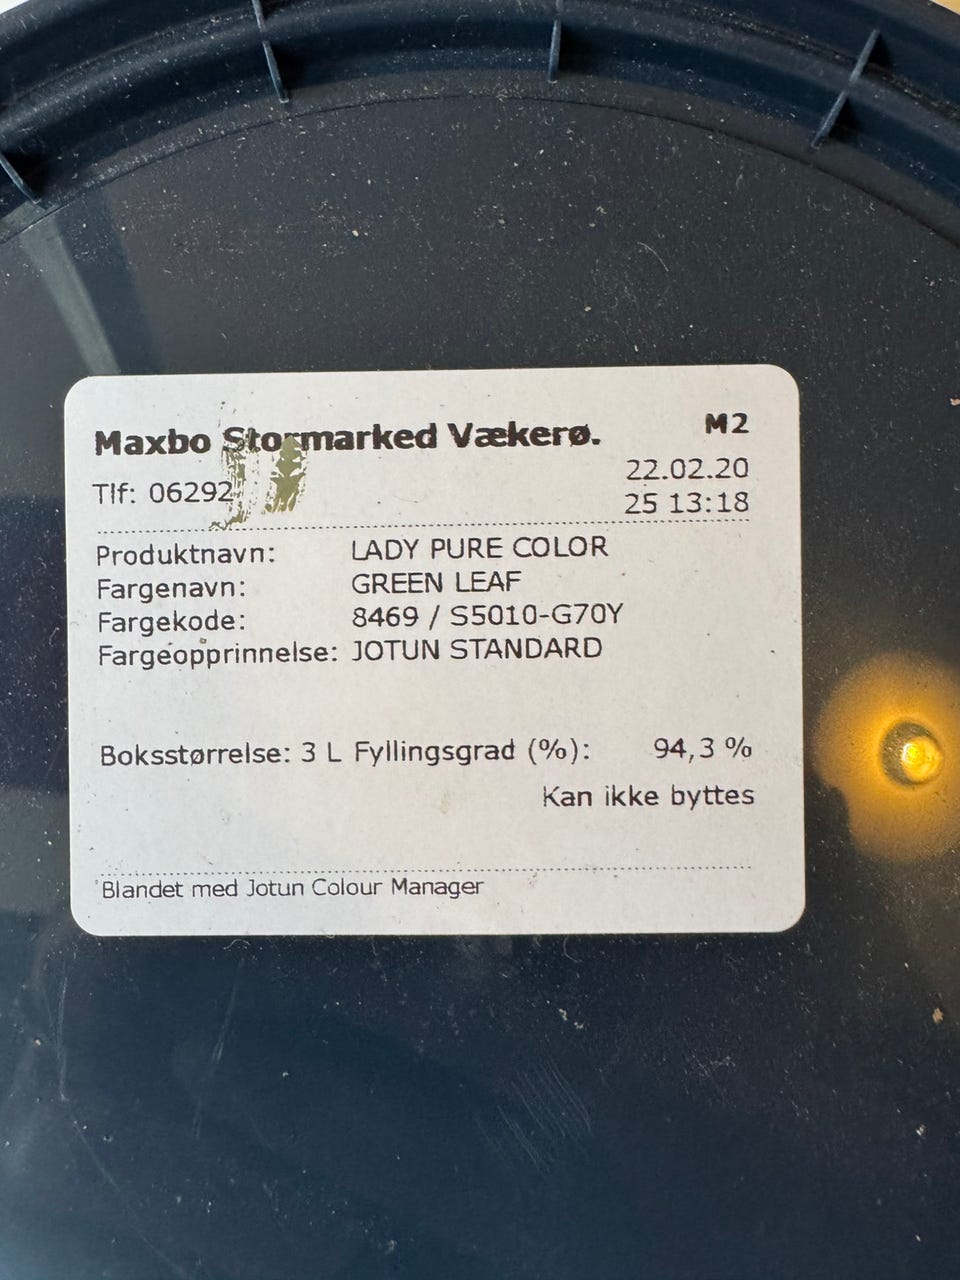 Maxbo Stormarked Vækerø.
M2
Tlf: 06292
22.02.20
25 13:18
Produktnavn: LADY PURE COLOR
Fargenavn: GREEN LEAF
Fargekode: 8469 / S5010-G70Y
Fargeopprinnelse: JOTUN STANDARD
Boksstørrelse: 3 L Fyllingsgrad (%): 94,3 %
Kan ikke byttes
Blandet med Jotun Colour Manager